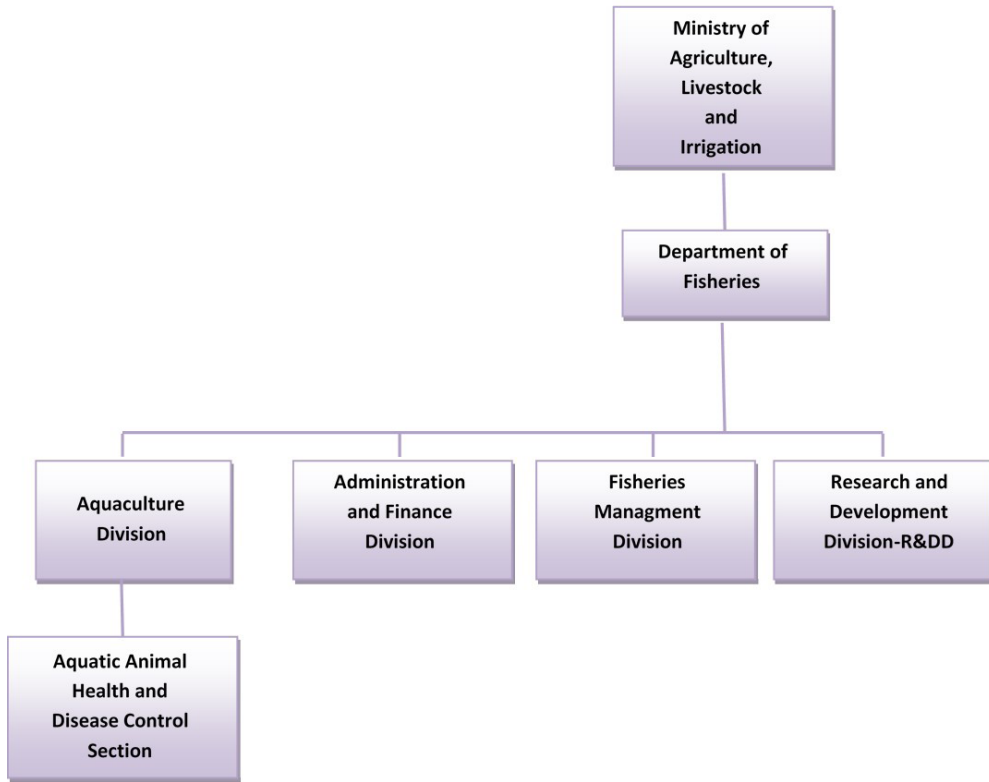 Ministry of
Agriculture,
Livestock
and
Irrigation
Department of
Fisheries
Aquaculture
Division
Administration
and Finance
Division
Fisheries
Managment
Division
Research and
Development
Division-R&DD
Aquatic Animal
Health and
Disease Control
Section